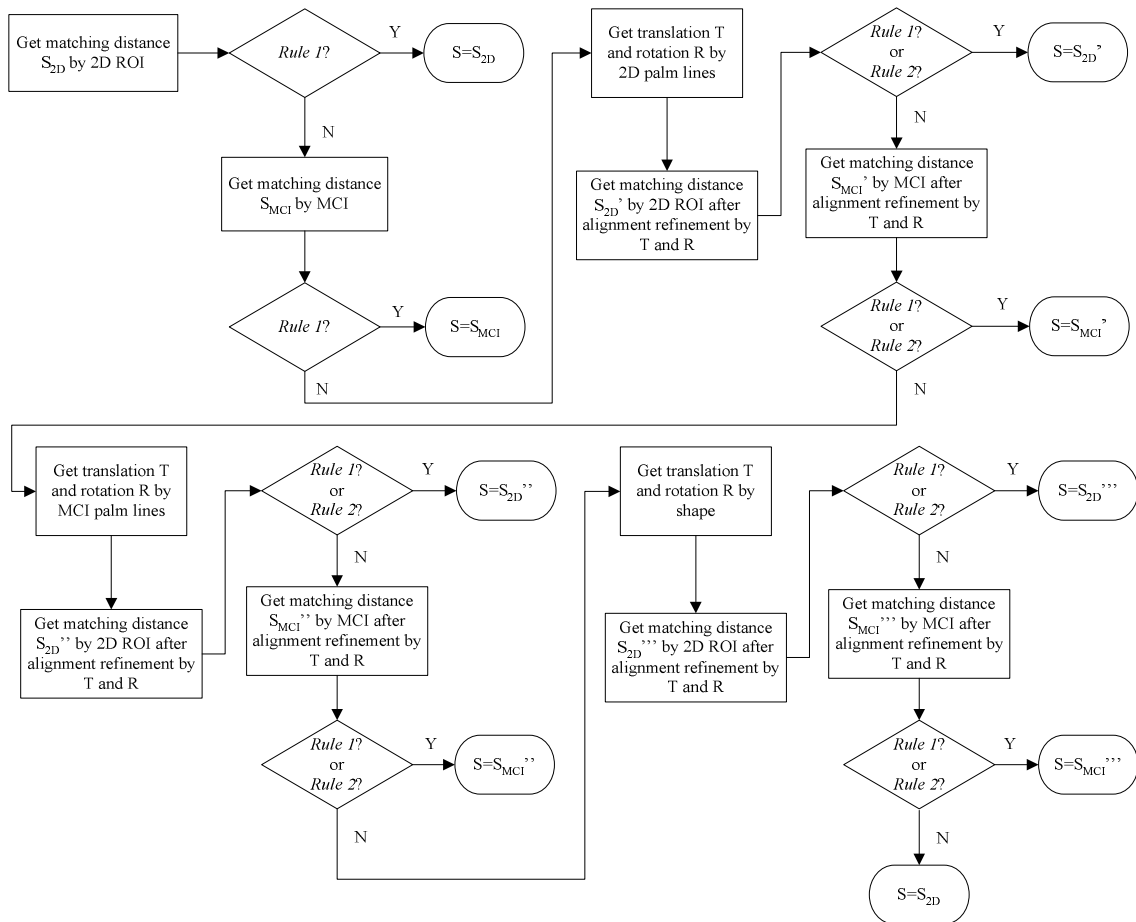 Get matching distance
S2D by 2D ROI
Rule 1?
Y
S=S2D
N
Get matching distance
SMCI by MCI
Rule 1?
Y
S=SMCI
N
Get translation T
and rotation R by
2D palm lines
Get matching distance
S2D’ by 2D ROI after
alignment refinement by
T and R
Rule 1?
or
Rule 2?
Y
S=S2D’
N
Get matching distance
SMCI’ by MCI after
alignment refinement by
T and R
Rule 1?
or
Rule 2?
Y
S=SMCI’
N
Get translation T
and rotation R by
MCI palm lines
Get matching distance
S2D’’ by 2D ROI after
alignment refinement by
T and R
Rule 1?
or
Rule 2?
Y
S=S2D’’
N
Get matching distance
SMCI’’ by MCI after
alignment refinement by
T and R
Rule 1?
or
Rule 2?
Y
S=SMCI’’
N
Get translation T
and rotation R by
shape
Get matching distance
S2D’’’ by 2D ROI after
alignment refinement by
T and R
Rule 1?
or
Rule 2?
Y
S=S2D’’’
N
Get matching distance
SMCI’’’ by MCI after
alignment refinement by
T and R
Rule 1?
or
Rule 2?
Y
S=SMCI’’’
N
S=S2D